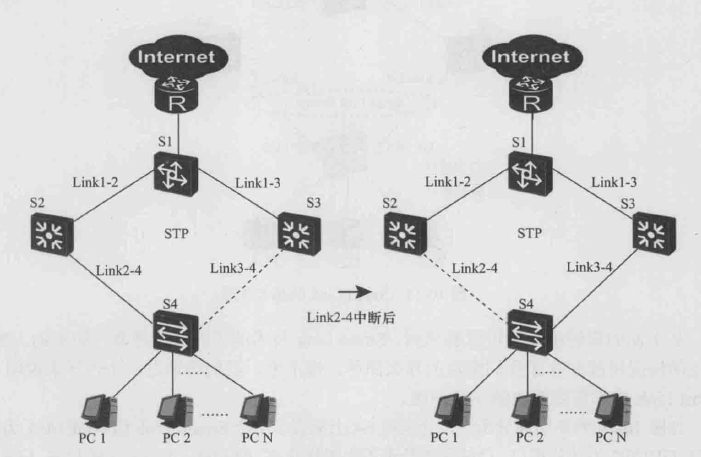 Internet
R
S1
Link1-2
Link1-3
S2
S3
STP
Link2-4
Link3-4
S4
PC 1
PC 2
......
PC N
Link2-4中断后
Internet
R
S1
Link1-2
Link1-3
S2
S3
STP
Link2-4
Link3-4
S4
PC 1
PC 2
......
PC N